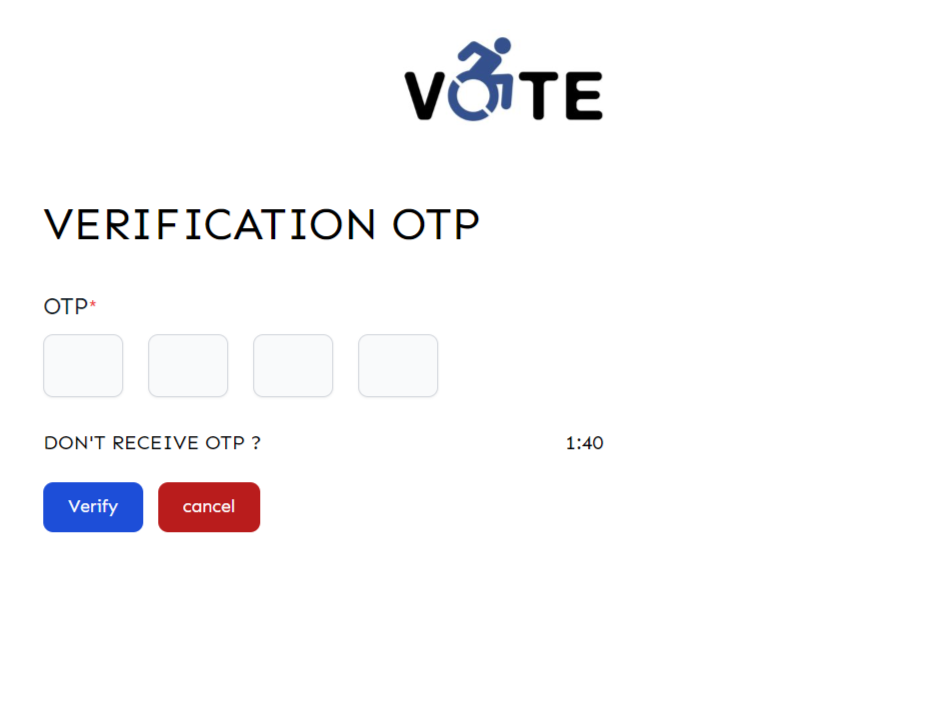 VOTE
VERIFICATION OTP
OTP*
DON'T RECEIVE OTP ? 1:40
Verify cancel